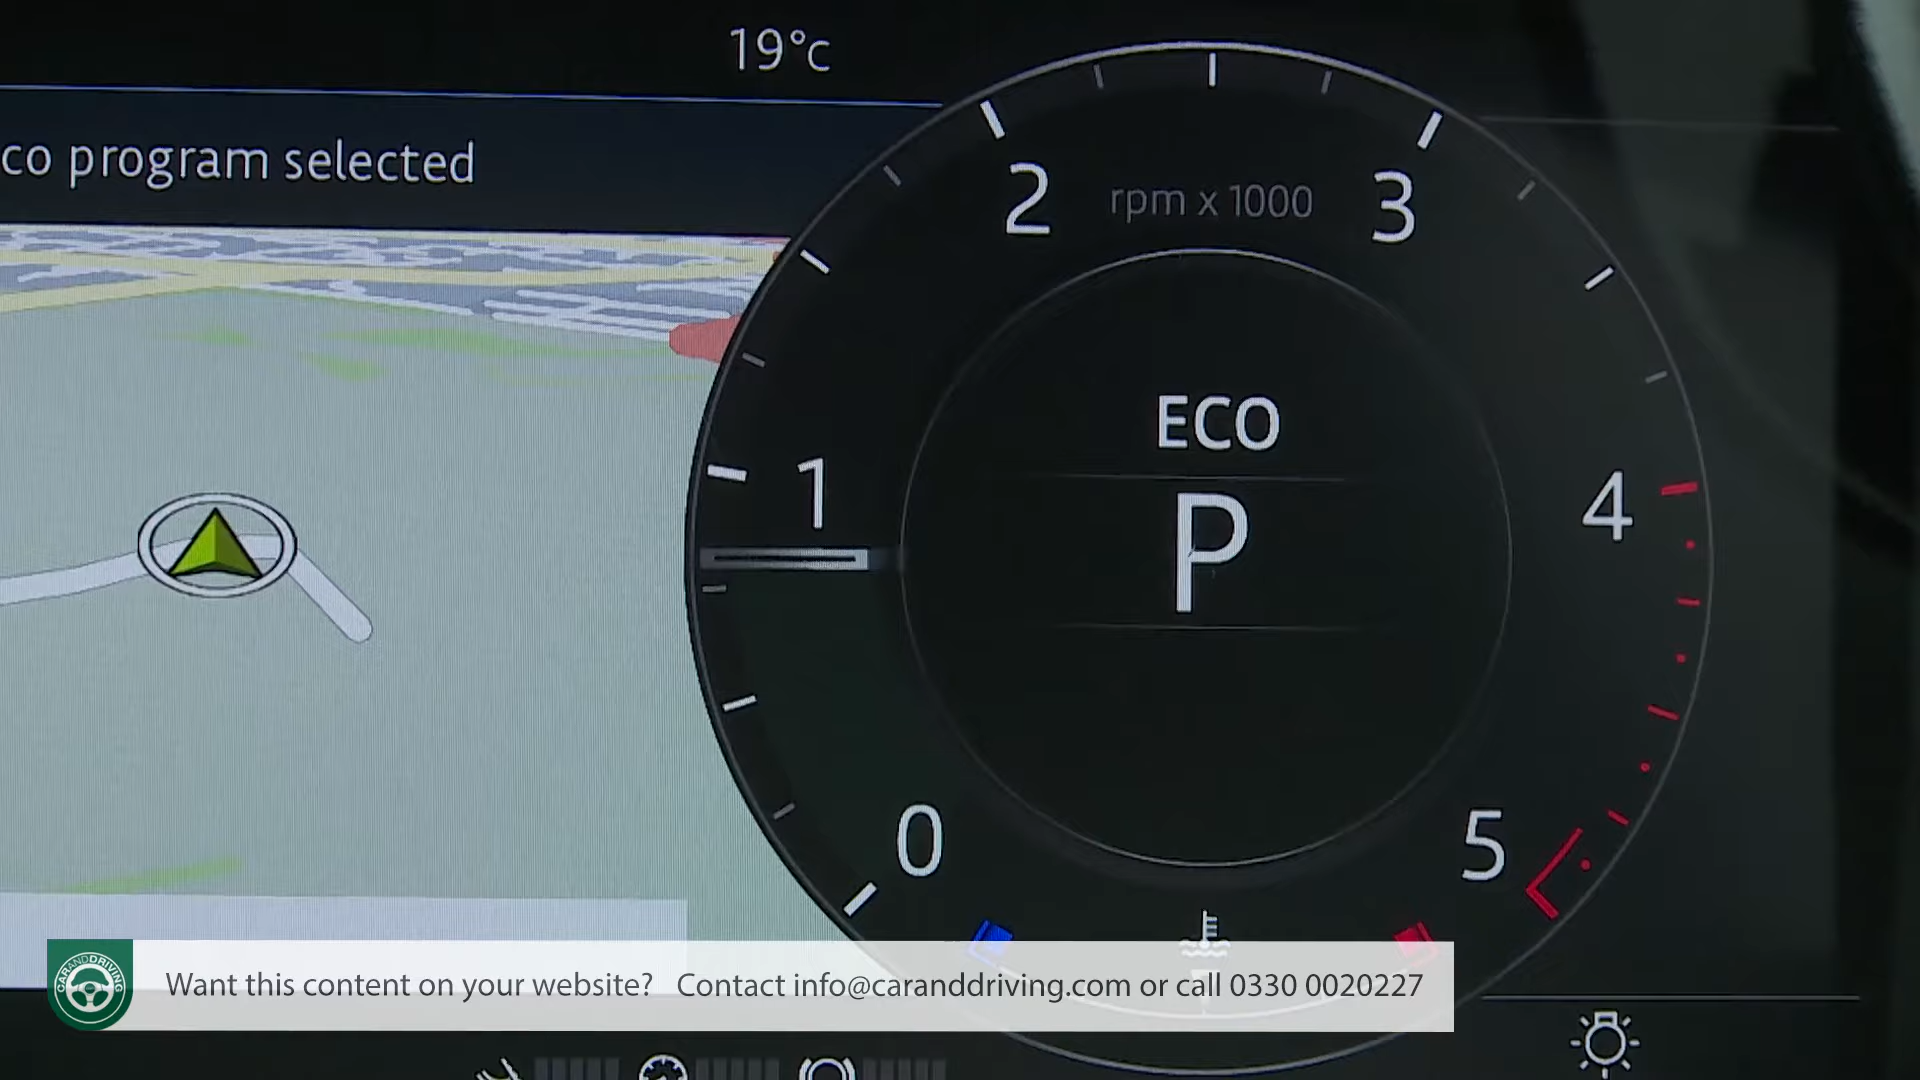 19°C
co program selected
2 rpm x 1000 3
ECO
1
P
4
0
5
CARANDDRIVING
Want this content on your website? Contact info@caranddriving.com or call 0330 0020227